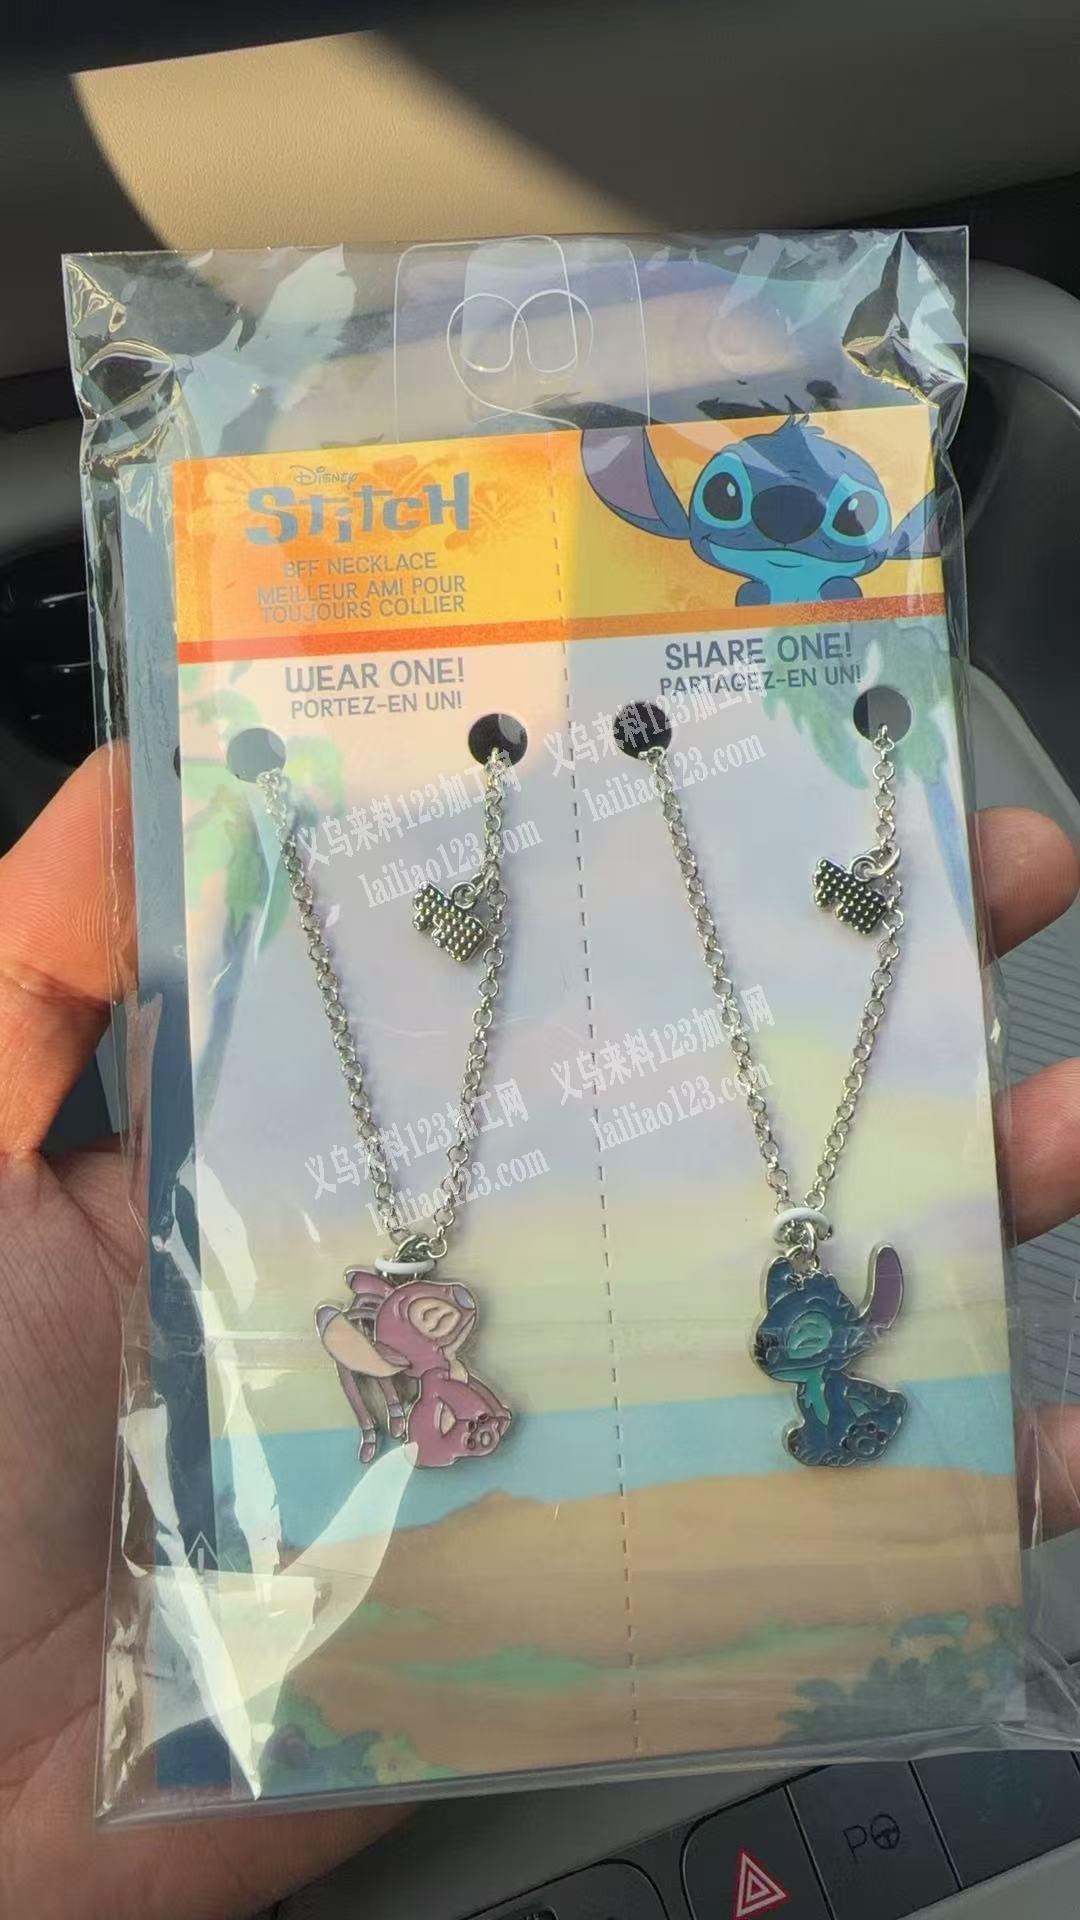 Disney
Stitch
BFF NECKLACE
MEILLEUR AMI POUR
TOUJOURS COLLIER
WEAR ONE!
PORTEZ-EN UN!
SHARE ONE!
PARTAGEZ-EN UN!
义乌来料123加工网
lailiao123.com
义乌来料123加工网
lailiao123.com
义乌来料123加工网
lailiao123.com
义乌来料123加工网
lailiao123.com
P